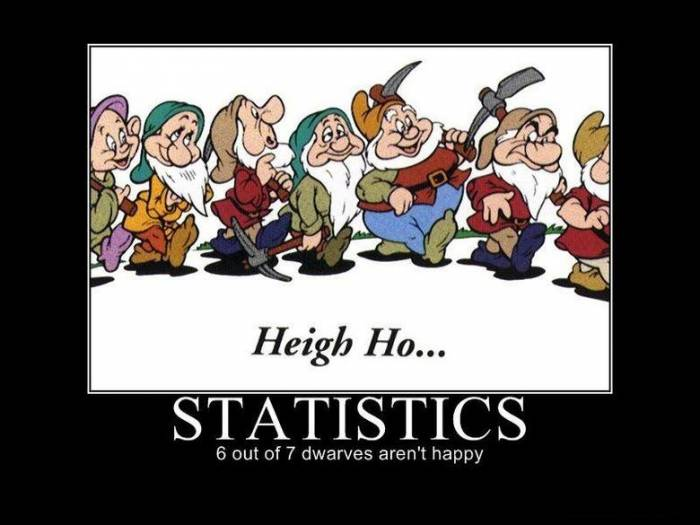 Heigh Ho...
STATISTICS
6 out of 7 dwarves aren't happy